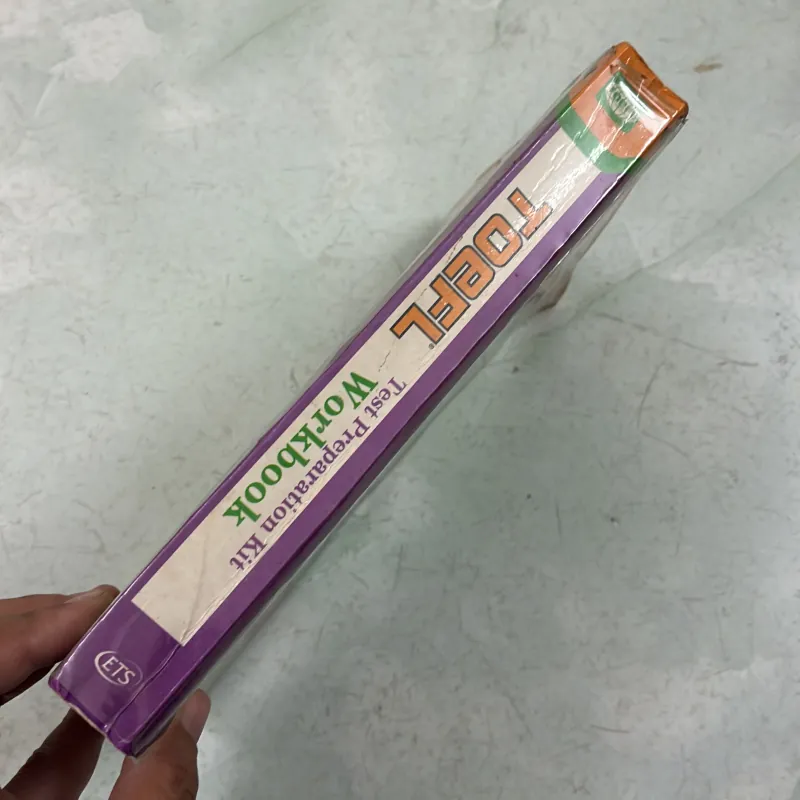 TOEFL®
Test Preparation Kit
Workbook
ETS